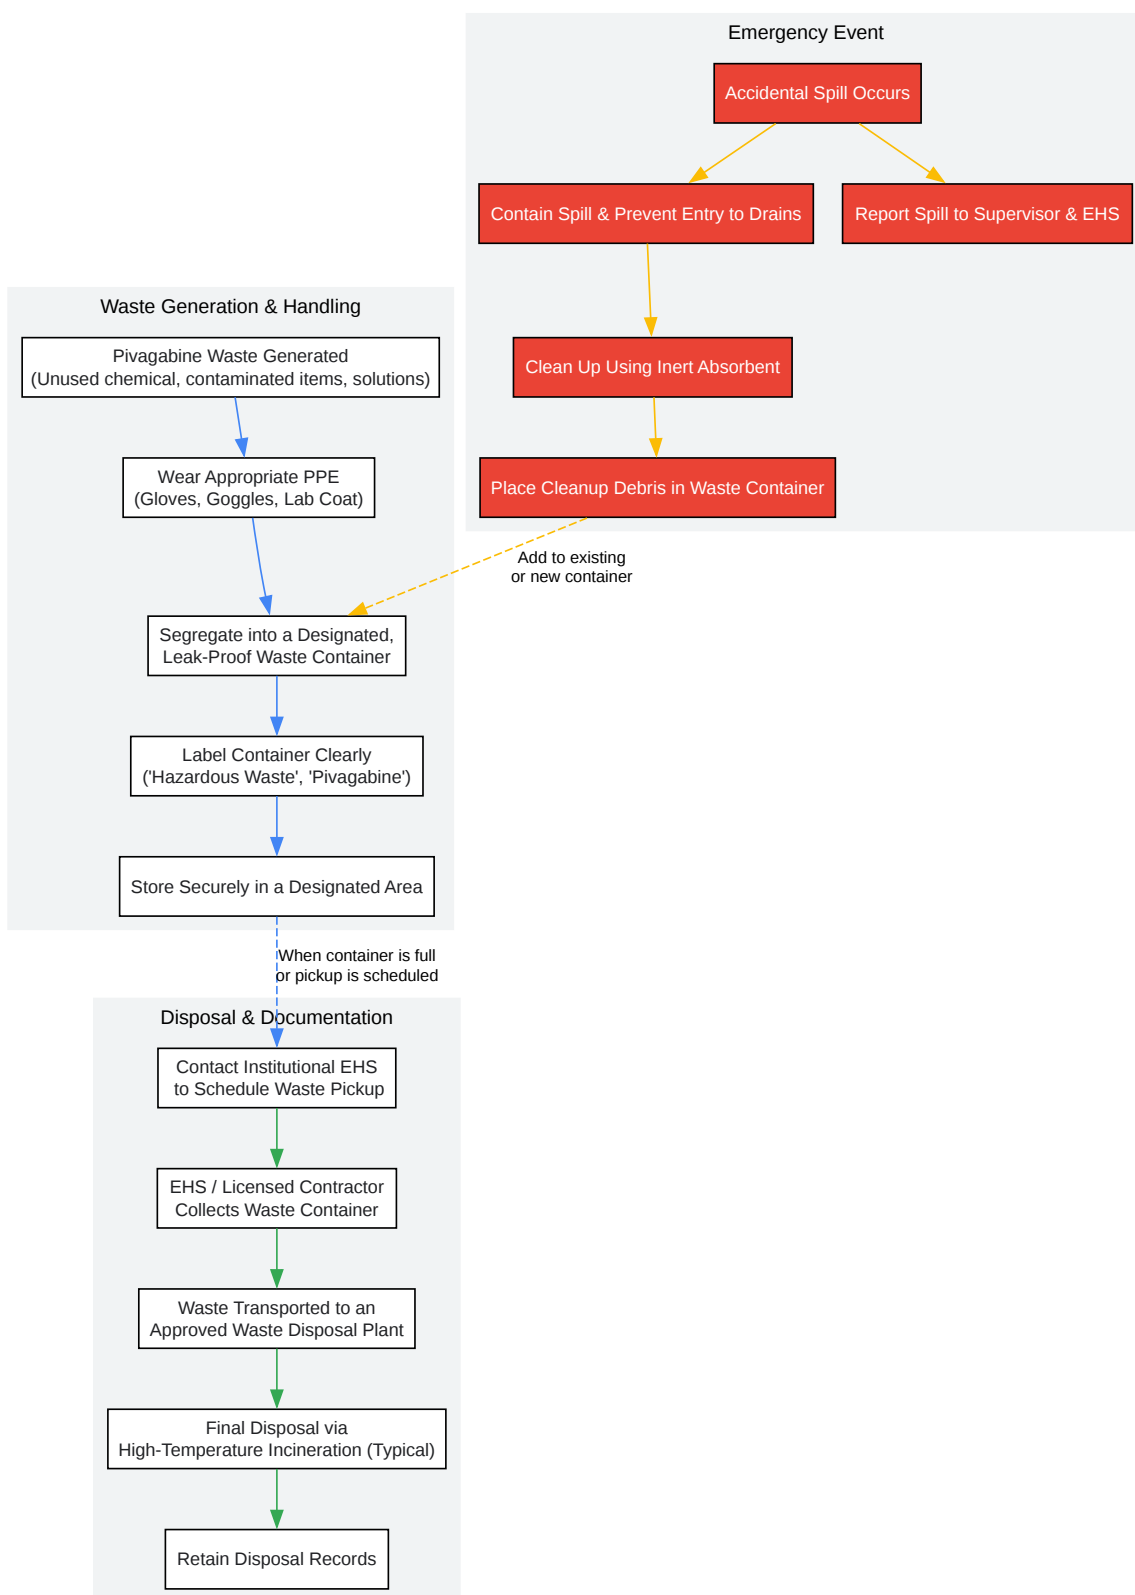 Emergency Event
Accidental Spill Occurs
Contain Spill & Prevent Entry to Drains
Report Spill to Supervisor & EHS
Clean Up Using Inert Absorbent
Place Cleanup Debris in Waste Container
Add to existing
or new container
Waste Generation & Handling
Pivagabine Waste Generated
(Unused chemical, contaminated items, solutions)
Wear Appropriate PPE
(Gloves, Goggles, Lab Coat)
Segregate into a Designated,
Leak-Proof Waste Container
Label Container Clearly
('Hazardous Waste', 'Pivagabine')
Store Securely in a Designated Area
When container is full
or pickup is scheduled
Disposal & Documentation
Contact Institutional EHS
to Schedule Waste Pickup
EHS / Licensed Contractor
Collects Waste Container
Waste Transported to an
Approved Waste Disposal Plant
Final Disposal via
High-Temperature Incineration (Typical)
Retain Disposal Records